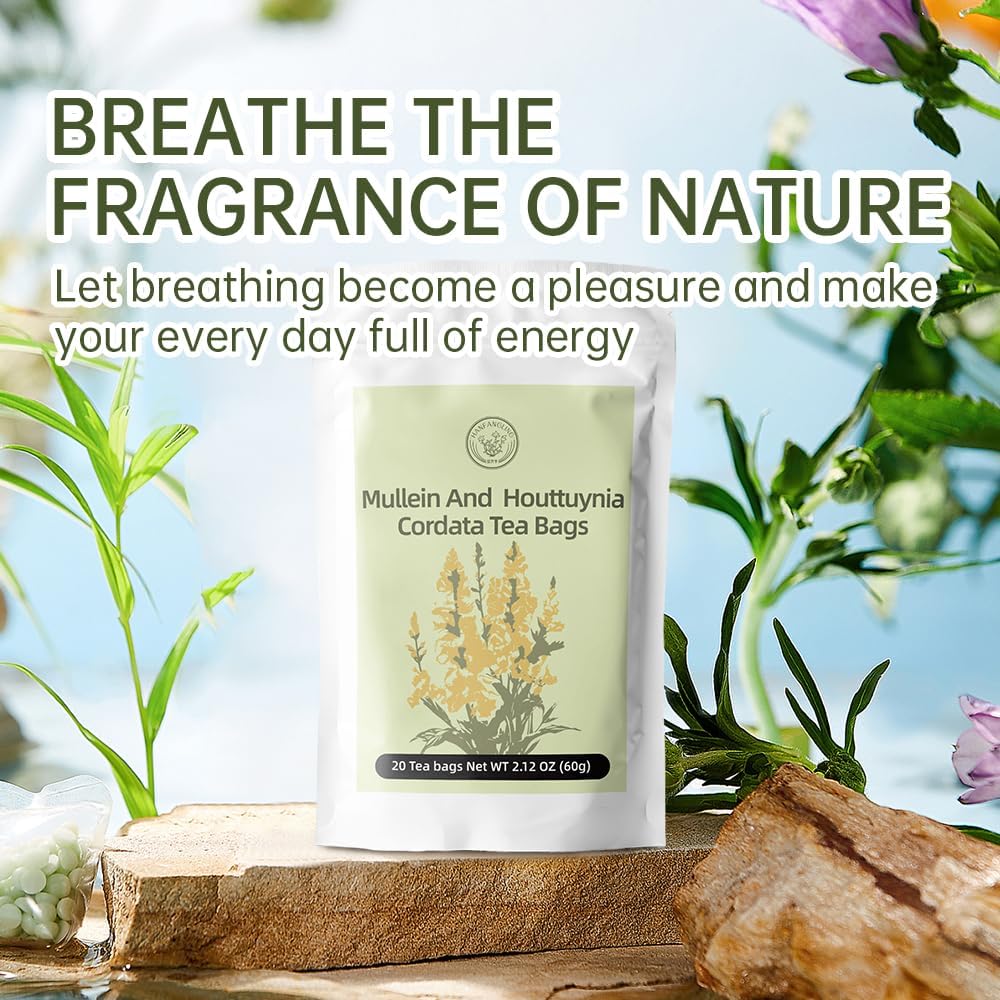 BREATHE THE
FRAGRANCE OF NATURE
Let breathing become a pleasure and make
your every day full of energy
HANFANGLING
Mullein And Houttuynia
Cordata Tea Bags
20 Tea bags Net WT 2.12 OZ (60g)